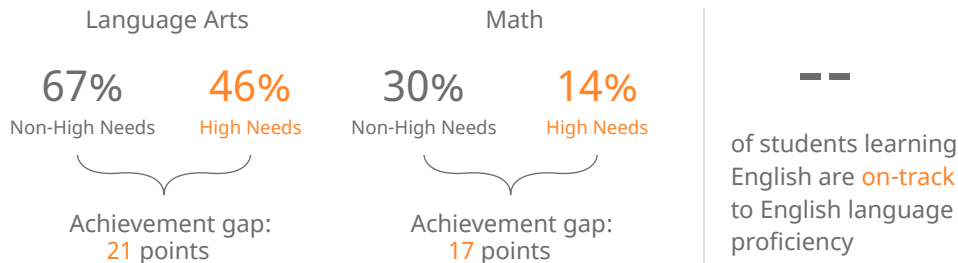 Language Arts
67%
Non-High Needs
46%
High Needs
Achievement gap:
21 points
Math
30%
Non-High Needs
14%
High Needs
Achievement gap:
17 points
--
of students learning
English are on-track
to English language
proficiency